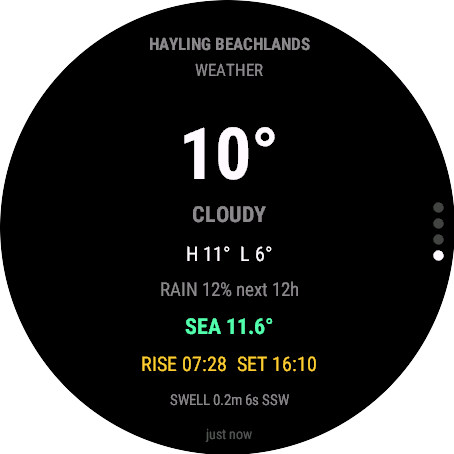 HAYLING BEACHLANDS
WEATHER
10°
CLOUDY
H 11° L 6°
RAIN 12% next 12h
SEA 11.6°
RISE 07:28 SET 16:10
SWELL 0.2m 6s SSW
just now